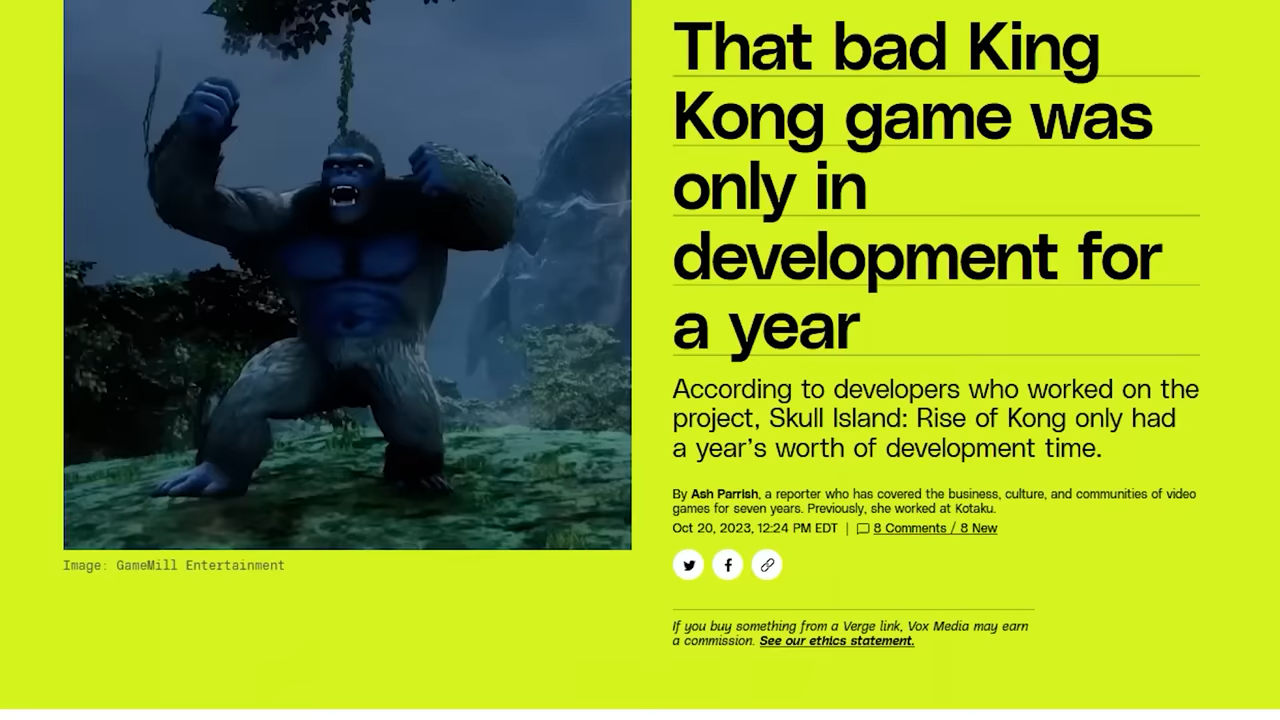 That bad King
Kong game was
only in
development for
a year
According to developers who worked on the
project, Skull Island: Rise of Kong only had
a year’s worth of development time.
By Ash Parrish, a reporter who has covered the business, culture, and communities of video
games for seven years. Previously, she worked at Kotaku.
Oct 20, 2023, 12:24 PM EDT | 8 Comments / 8 New
If you buy something from a Verge link, Vox Media may earn
a commission. See our ethics statement.
Image: GameMill Entertainment